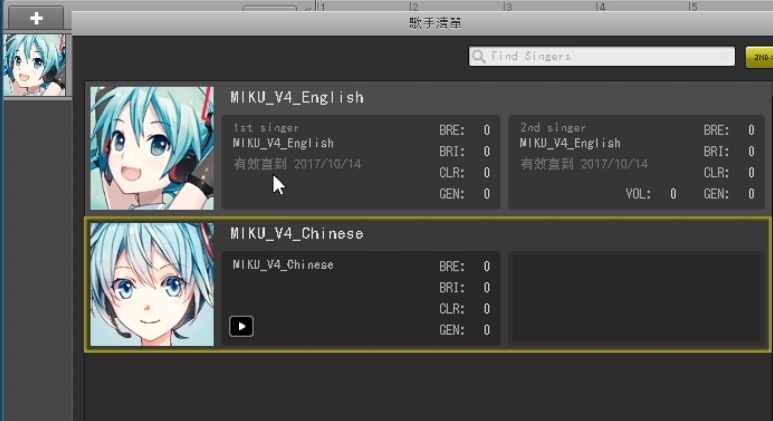 1 2 3 4 5
歌手清單
Find Singers
2ND
MIKU_V4_English
1st singer
MIKU_V4_English
有效直到 2017/10/14
BRE: 0
BRI: 0
CLR: 0
GEN: 0
2nd singer
MIKU_V4_English
有效直到 2017/10/14
VOL: 0
BRE: 0
BRI: 0
CLR: 0
GEN: 0
MIKU_V4_Chinese
MIKU_V4_Chinese
BRE: 0
BRI: 0
CLR: 0
GEN: 0